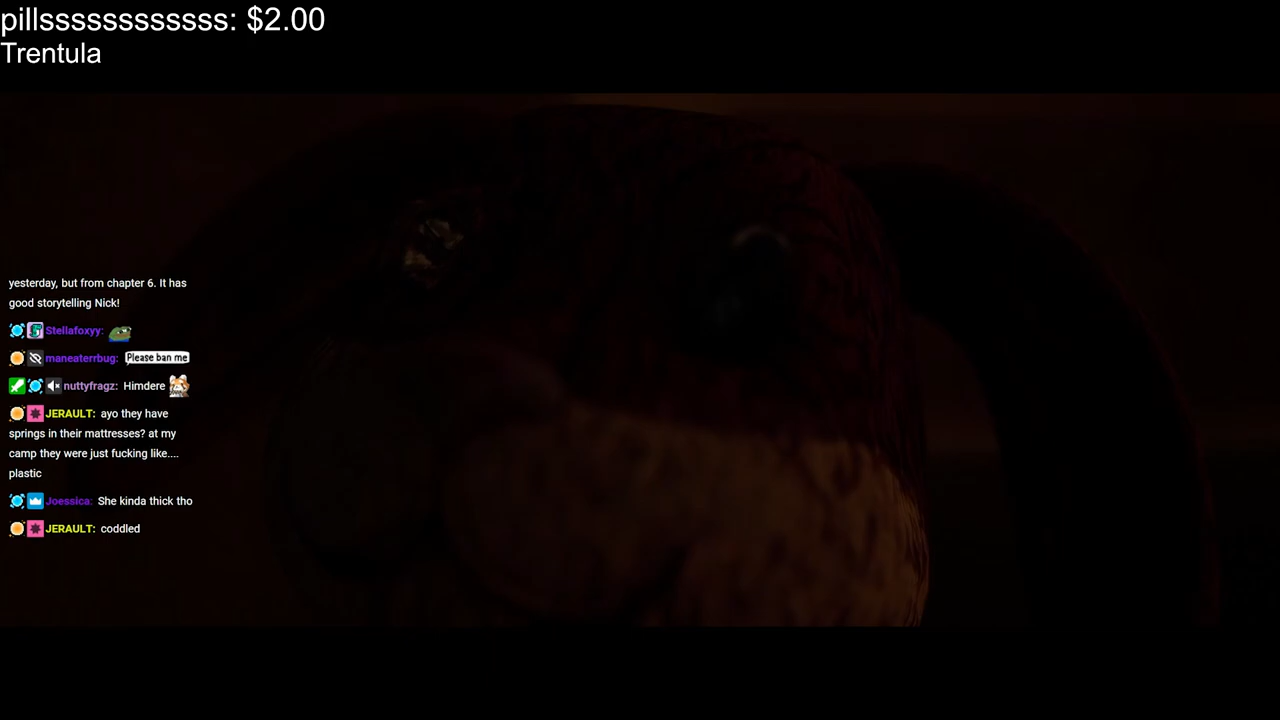 pillsssssssssssss: $2.00
Trentula
yesterday, but from chapter 6. It has
good storytelling Nick!
Stellafoxyy:
maneaterrbug: Please ban me
nuttyfragz: Himdere
JERAULT: ayo they have
springs in their mattresses? at my
camp they were just fucking like....
plastic
Joessica: She kinda thick tho
JERAULT: coddled